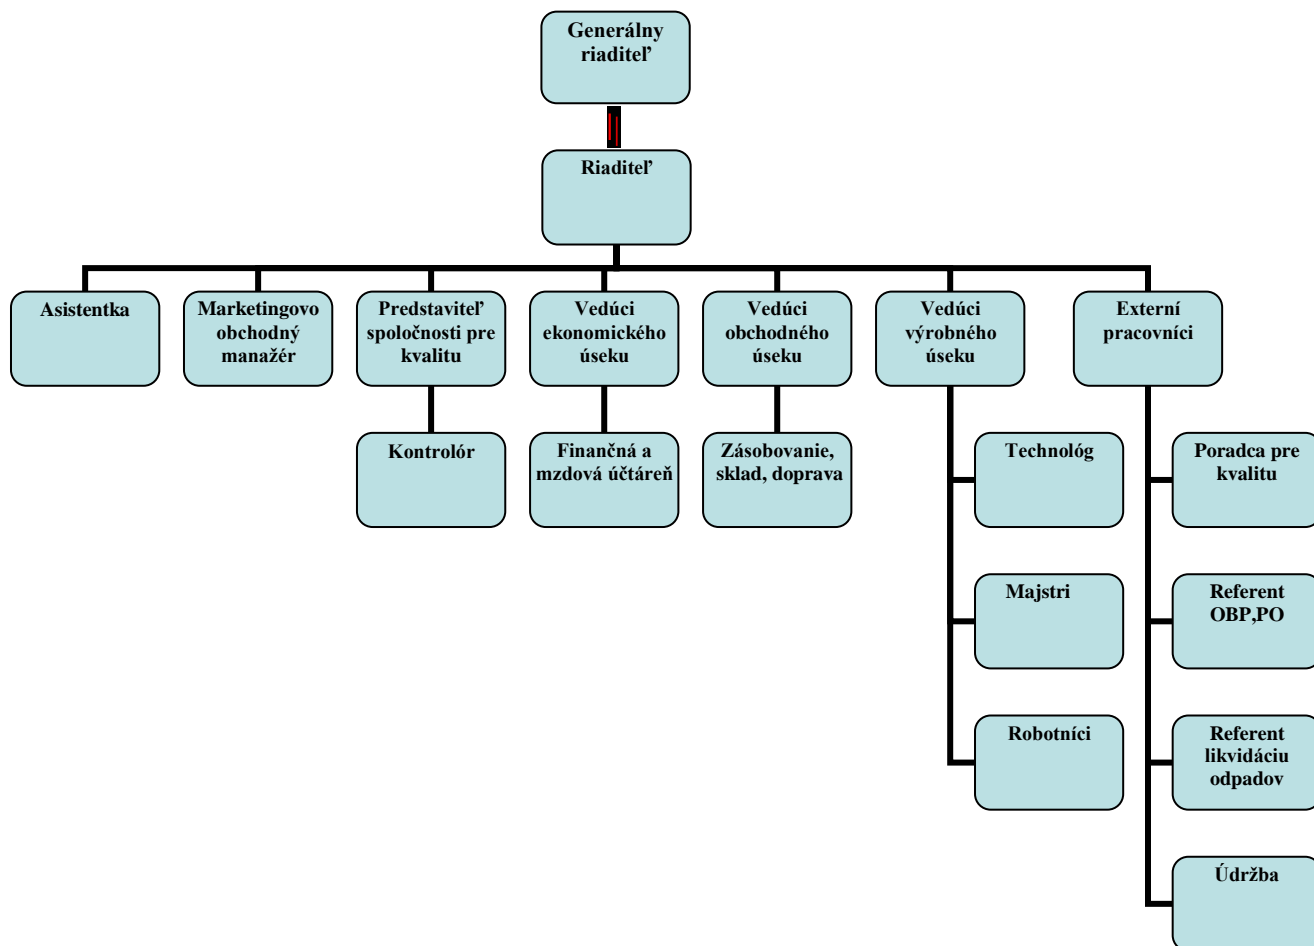 Generálny
riaditeľ
Riaditeľ
Asistentka
Marketingovo
obchodný
manažér
Predstaviteľ
spoločnosti pre
kvalitu
Vedúci
ekonomického
úseku
Vedúci
obchodného
úseku
Vedúci
výrobného
úseku
Externí
pracovníci
Kontrolór
Finančná a
mzdová účtáreň
Zásobovanie,
sklad, doprava
Technológ
Poradca pre
kvalitu
Majstri
Referent
OBP,PO
Robotníci
Referent
likvidáciu
odpadov
Údržba